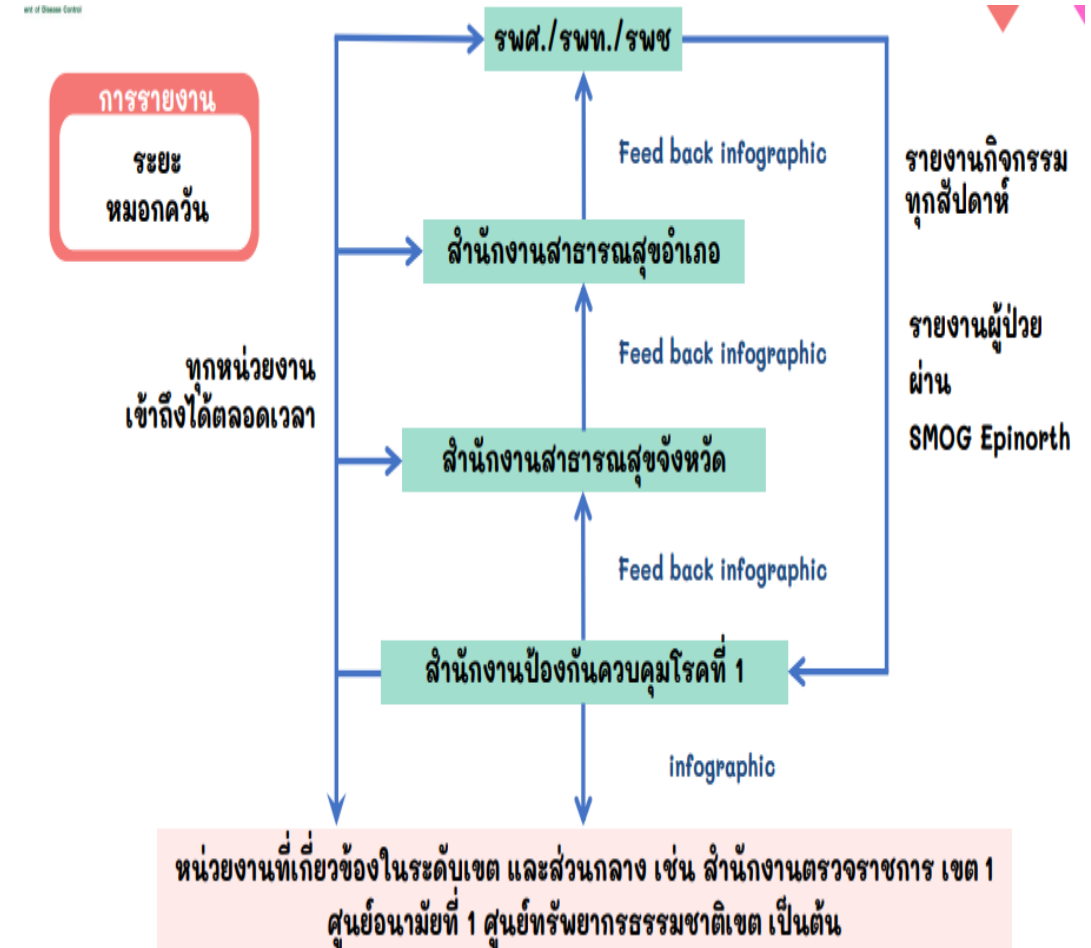 ent of Disease Control
รพศ./รพท./รพช
การรายงาน
ระยะ
หมอกควัน
Feed back infographic
รายงานกิจกรรม
ทุกสัปดาห์
สำนักงานสาธารณสุขอำเภอ
รายงานผู้ป่วย
ผ่าน
SMOG Epinorth
Feed back infographic
ทุกหน่วยงาน
เข้าถึงได้ตลอดเวลา
สำนักงานสาธารณสุขจังหวัด
Feed back infographic
สำนักงานป้องกันควบคุมโรคที่ 1
infographic
หน่วยงานที่เกี่ยวข้องในระดับเขต และส่วนกลาง เช่น สำนักงานตรวจราชการ เขต 1
ศูนย์อนามัยที่ 1 ศูนย์ทรัพยากรธรรมชาติเขต เป็นต้น